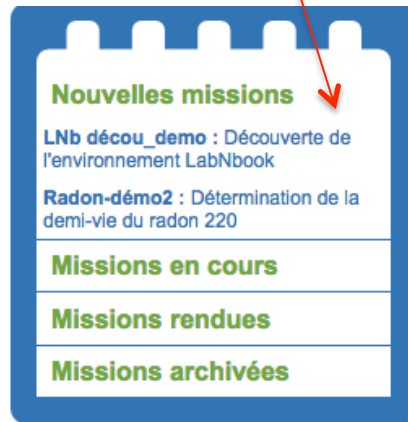 Nouvelles missions
LNb décou_demo : Découverte de
l'environnement LabNbook
Radon-démo2 : Détermination de la
demi-vie du radon 220
Missions en cours
Missions rendues
Missions archivées